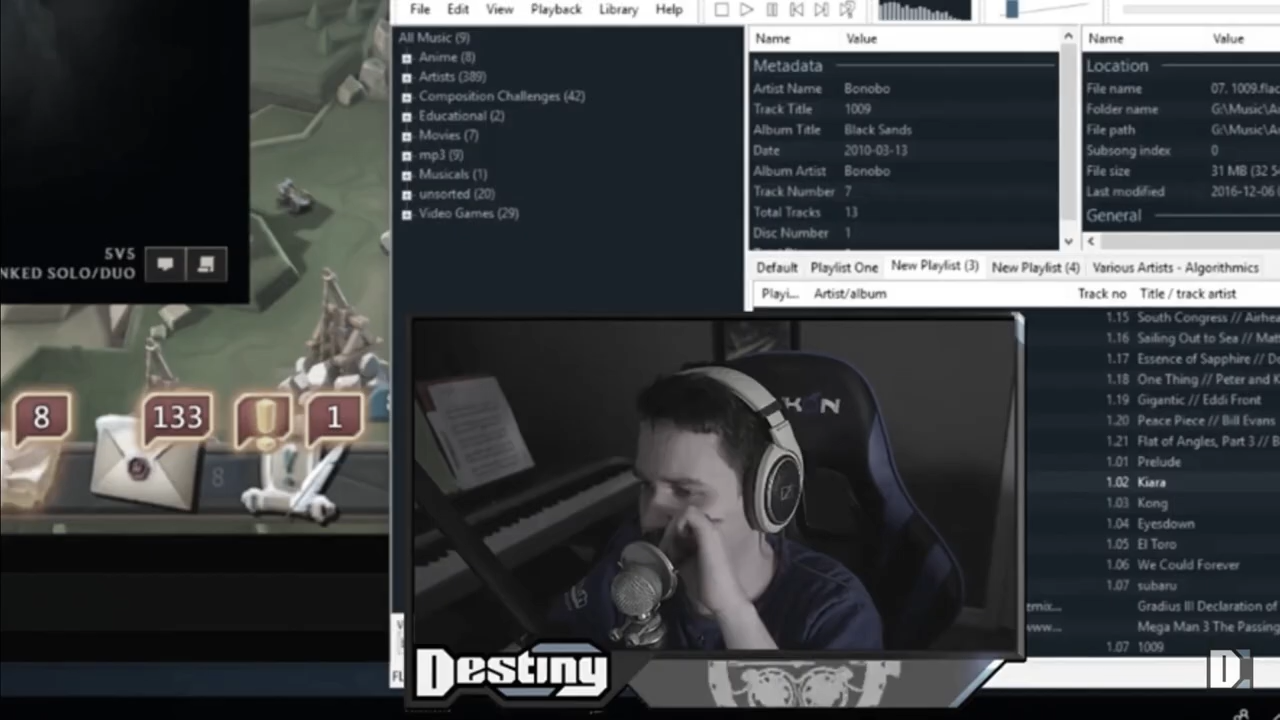 File Edit View Playback Library Help
All Music (9)
Anime (8)
Artists (389)
Composition Challenges (42)
Educational (2)
Movies (7)
mp3 (9)
Musicals (1)
unsorted (20)
Video Games (29)
Name Value
Metadata
Artist Name Bonobo
Track Title 1009
Album Title Black Sands
Date 2010-03-13
Album Artist Bonobo
Track Number 7
Total Tracks 13
Disc Number 1
Name Value
Location
File name 07. 1009.flac
Folder name G:\Music\A
File path G:\Music\A
Subsong index 0
File size 31 MB (32 5
Last modified 2016-12-06
General
Default Playlist One New Playlist (3) New Playlist (4) Various Artists - Algorithmics
Playi... Artist/album Track no Title / track artist
1.15 South Congress // Airhea
1.16 Sailing Out to Sea // Mat
1.17 Essence of Sapphire // D
1.18 One Thing // Peter and K
1.19 Gigantic // Eddi Front
1.20 Peace Piece // Bill Evans
1.21 Flat of Angles, Part 3 // B
1.01 Prelude
1.02 Kiara
1.03 Kong
1.04 Eyesdown
1.05 El Toro
1.06 We Could Forever
1.07 subaru
emix... Gradius III Declaration of
www... Mega Man 3 The Passing
1.07 1009
5V5
NKED SOLO/DUO
8
133
1
8
Destiny
D